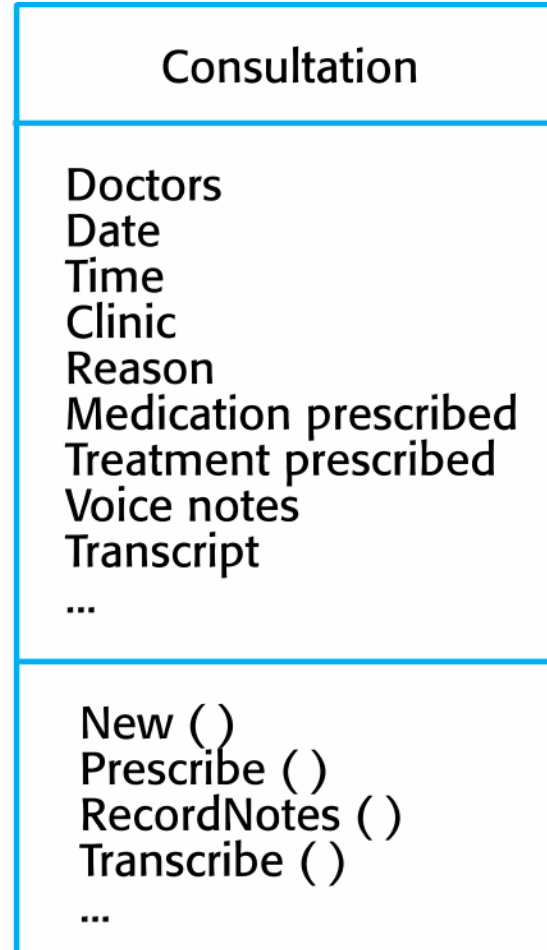 Consultation
Doctors
Date
Time
Clinic
Reason
Medication prescribed
Treatment prescribed
Voice notes
Transcript
...
New ( )
Prescribe ( )
RecordNotes ( )
Transcribe ( )
...